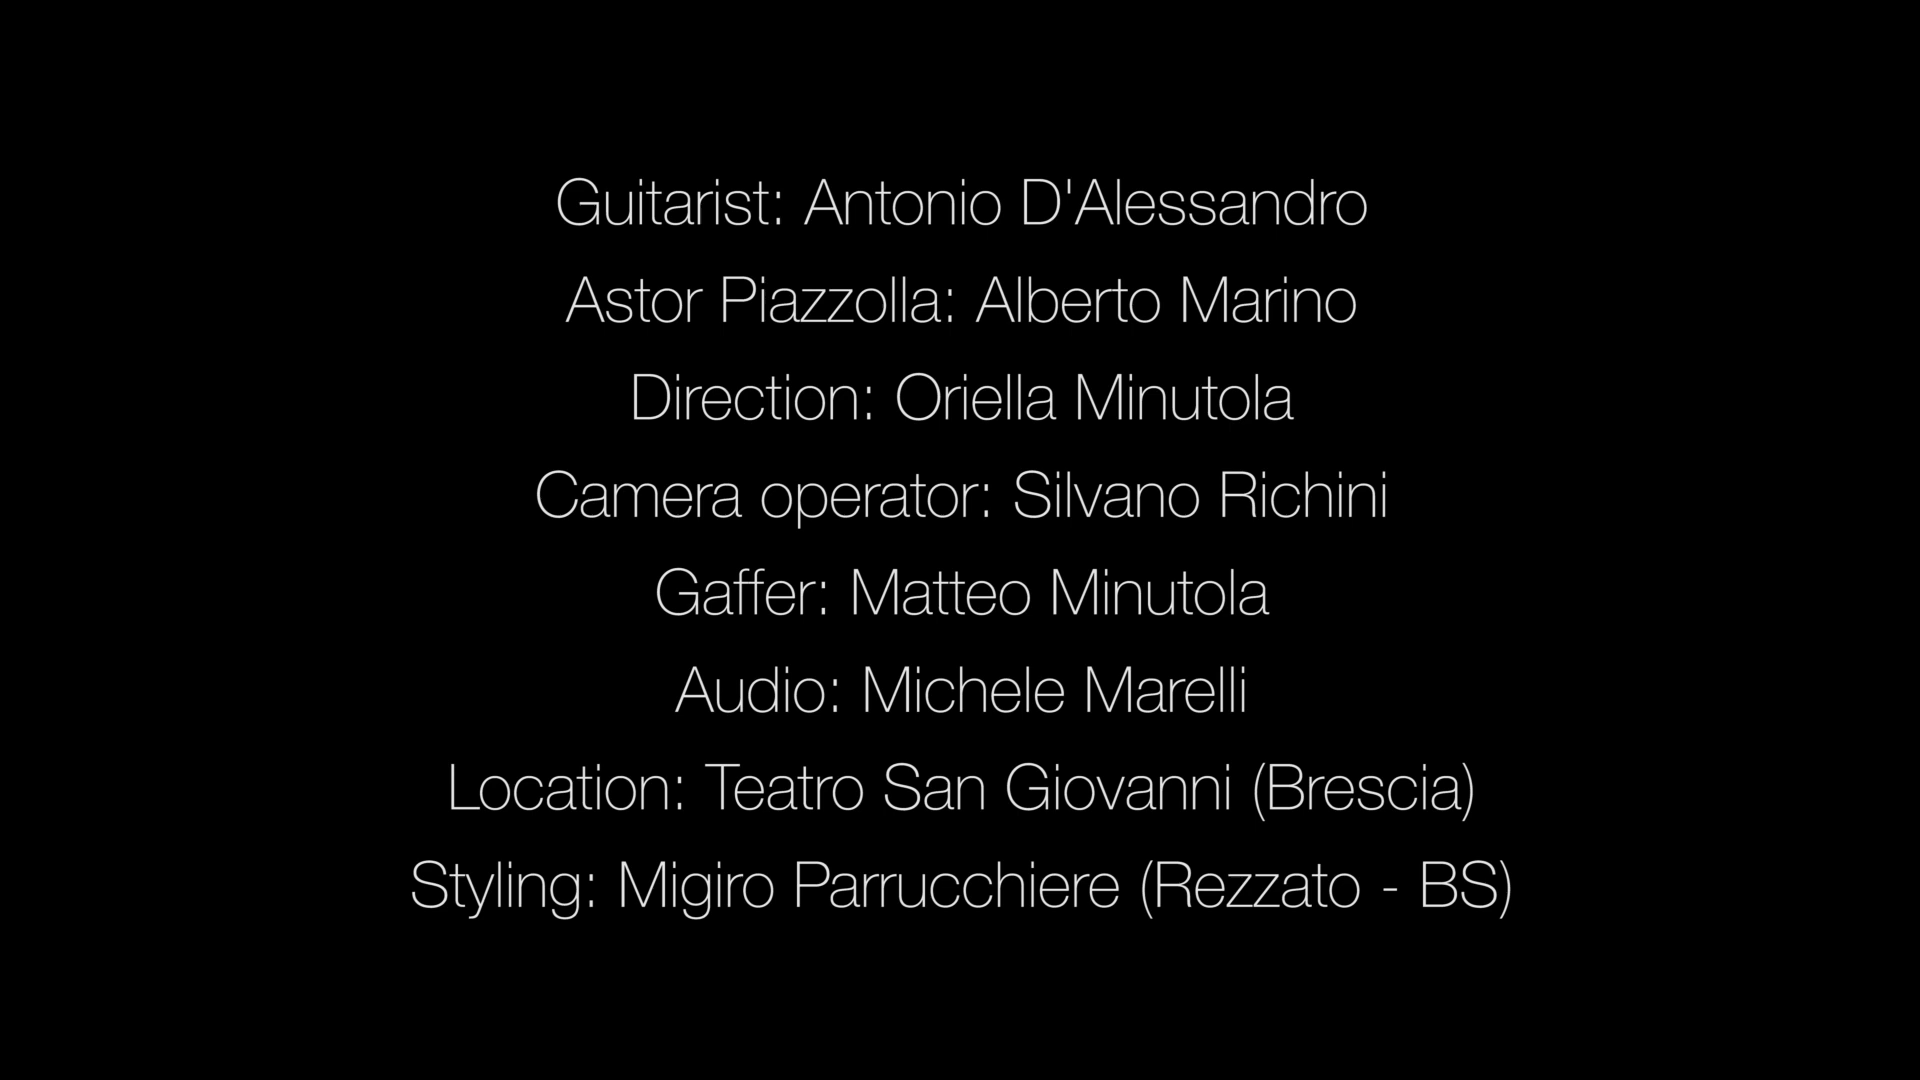 Guitarist: Antonio D'Alessandro
Astor Piazzolla: Alberto Marino
Direction: Oriella Minutola
Camera operator: Silvano Richini
Gaffer: Matteo Minutola
Audio: Michele Marelli
Location: Teatro San Giovanni (Brescia)
Styling: Migiro Parrucchiere (Rezzato - BS)